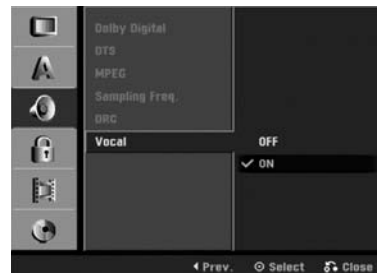 Dolby Digital
DTS
MPEG
Sampling Freq.
DRC
Vocal OFF
ON
Prev. Select Close